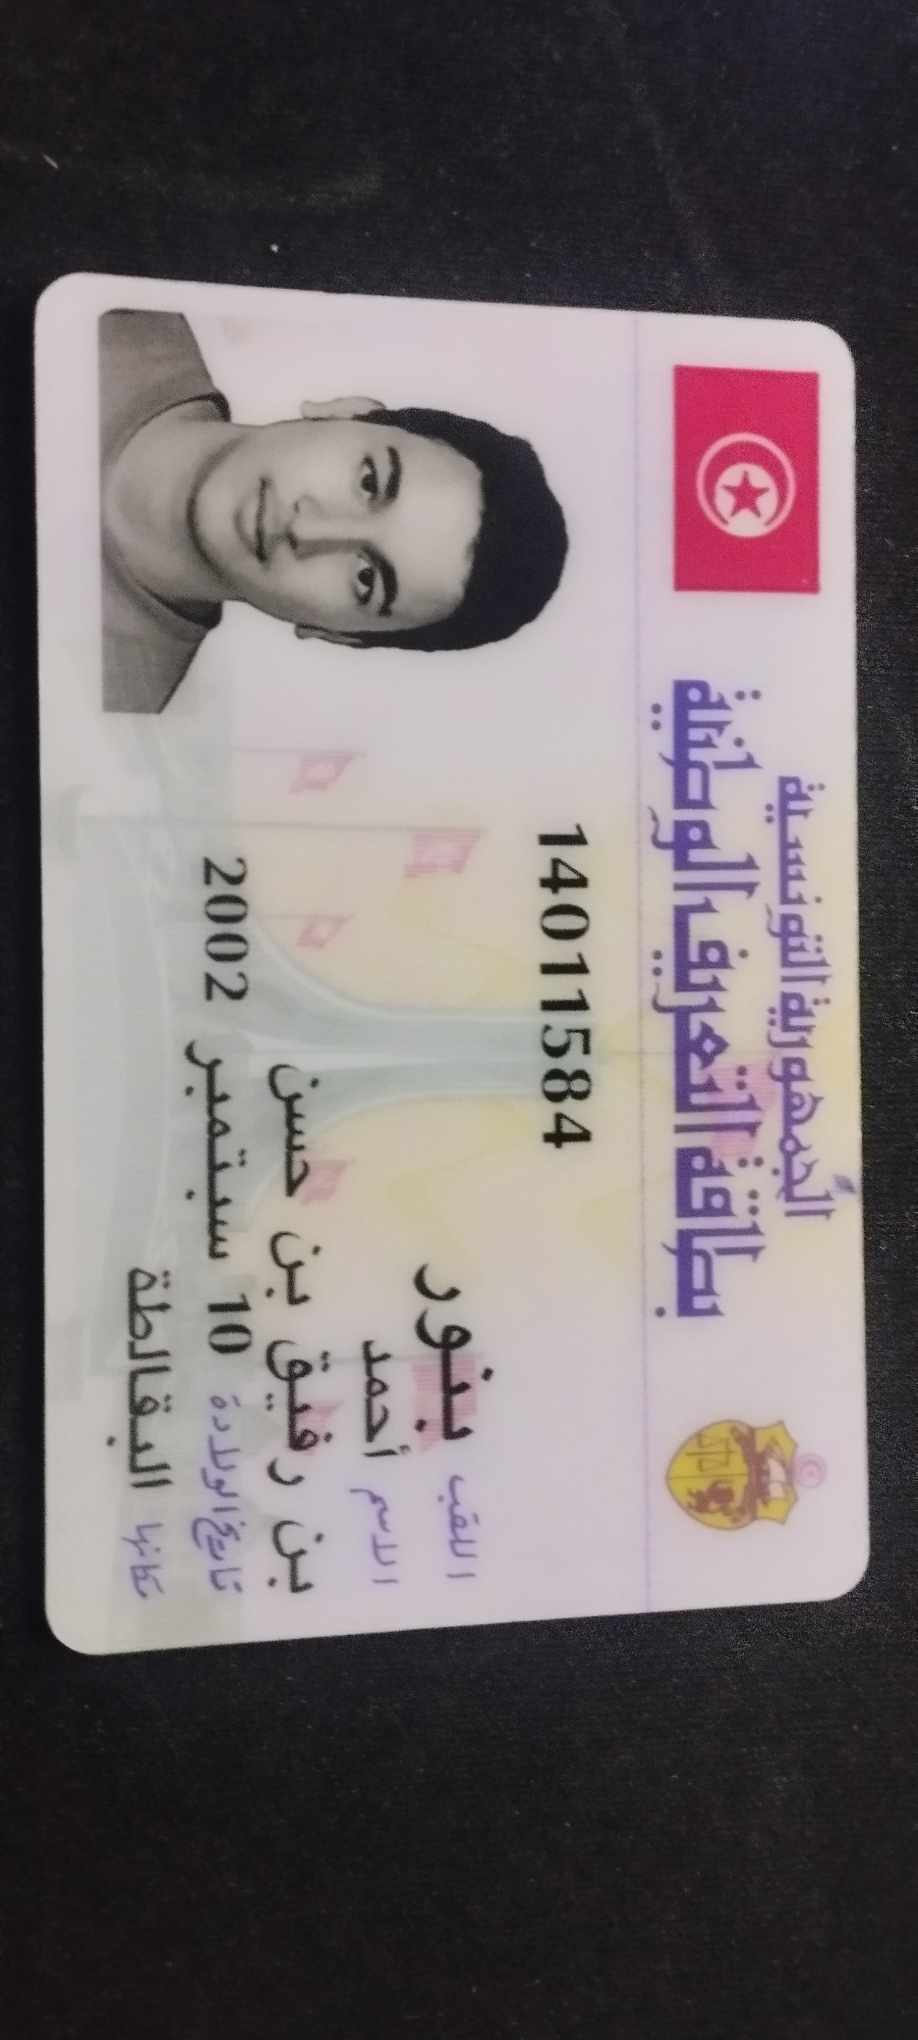 الجمهورية التونسية
بطاقة التعريف الوطنية
14011584
اللقب بنور
الاسم أحمد
بن رفيق بن حسن
تاريخ الولادة 10 سبتمبر 2002
مكانها البقالطة